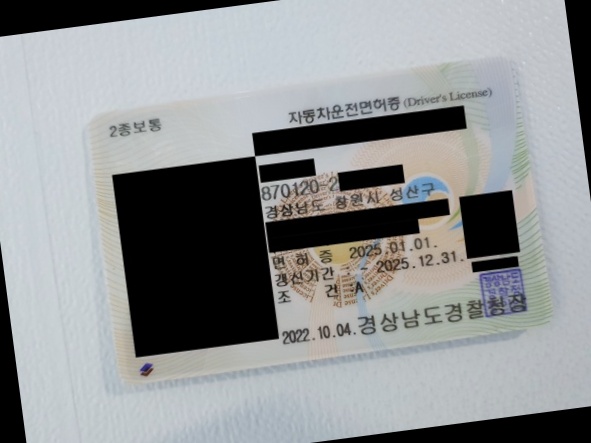 2종보통
자동차운전면허증 (Driver's License)
870120-2
경상남도 창원시 성산구
면 허 증 2025.01.01.
갱신기간 : ~ 2025.12.31.
조 건 :A
2022.10.04. 경상남도경찰청장